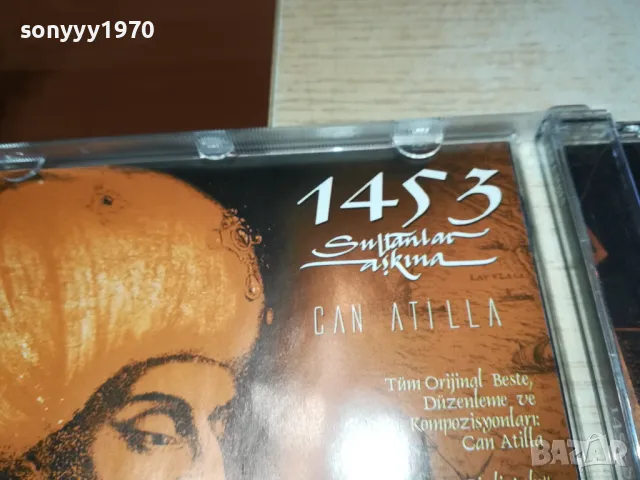 sonyyy1970
1453
Sultanlar
aşkına
CAN ATILLA
Tüm Orijinal Beste,
Düzenleme ve
Kompozisyonları:
Can Atilla
BAZAR